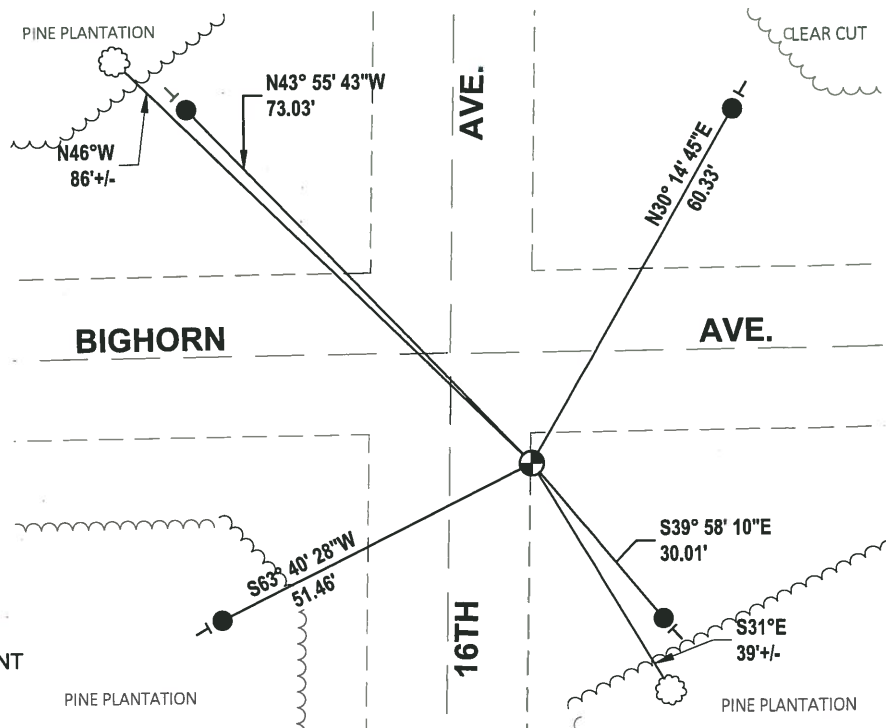 PINE PLANTATION
CLEAR CUT
N43° 55' 43"W
73.03'
AVE.
N46°W
86'+/-
N30° 14' 45"E
60.33'
BIGHORN
AVE.
S39° 58' 10"E
30.01'
S63° 40' 28"W
51.46'
16TH
S31°E
39'+/-
NT
PINE PLANTATION
PINE PLANTATION